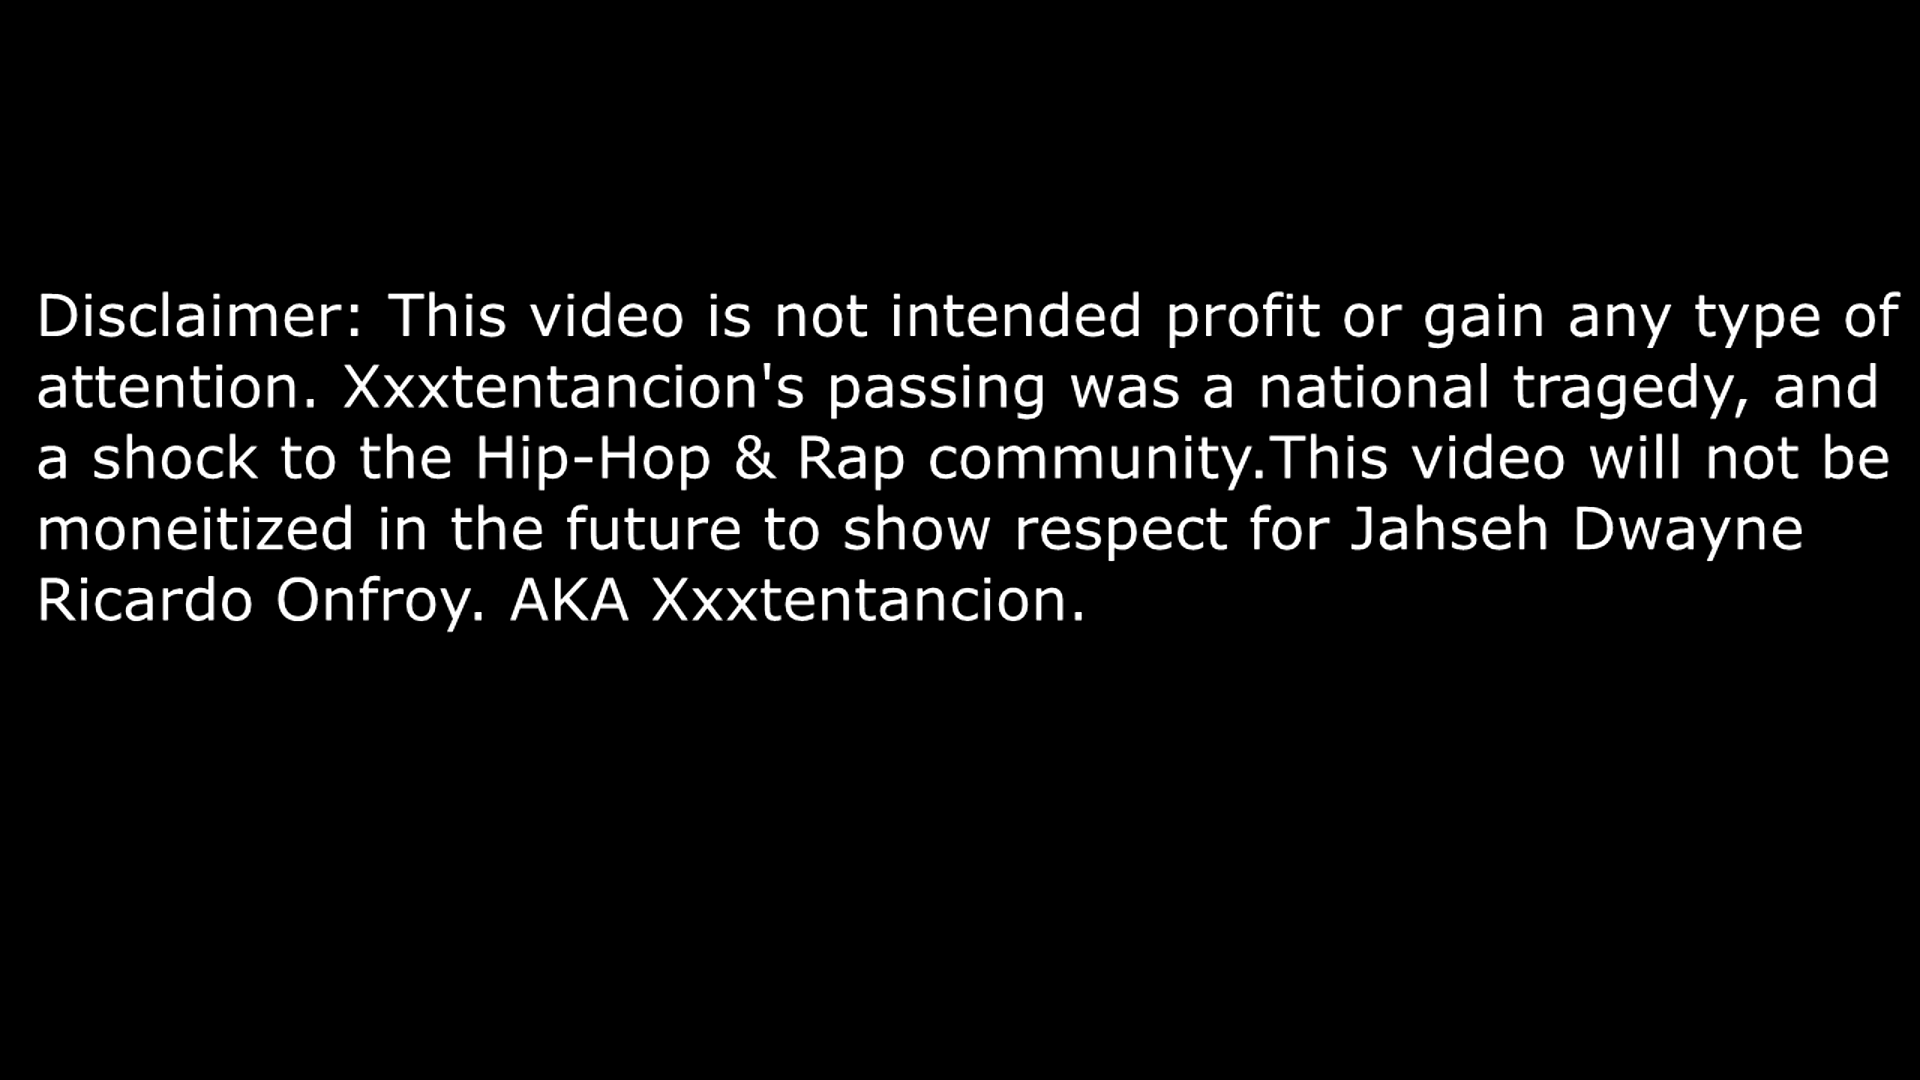 Disclaimer: This video is not intended profit or gain any type of
attention. Xxxtentancion's passing was a national tragedy, and
a shock to the Hip-Hop & Rap community.This video will not be
moneitized in the future to show respect for Jahseh Dwayne
Ricardo Onfroy. AKA Xxxtentancion.